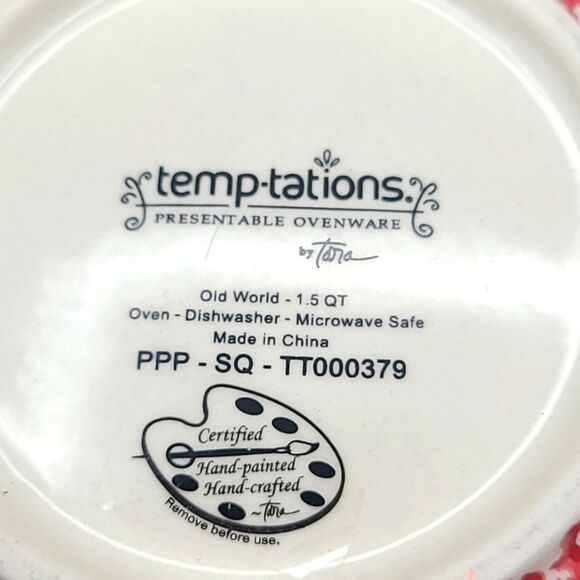 temp-tations®
PRESENTABLE OVENWARE
by Tara
Old World - 1.5 QT
Oven - Dishwasher - Microwave Safe
Made in China
PPP - SQ - TT000379
Certified
Hand-painted
Hand-crafted
~Tara
Remove before use.